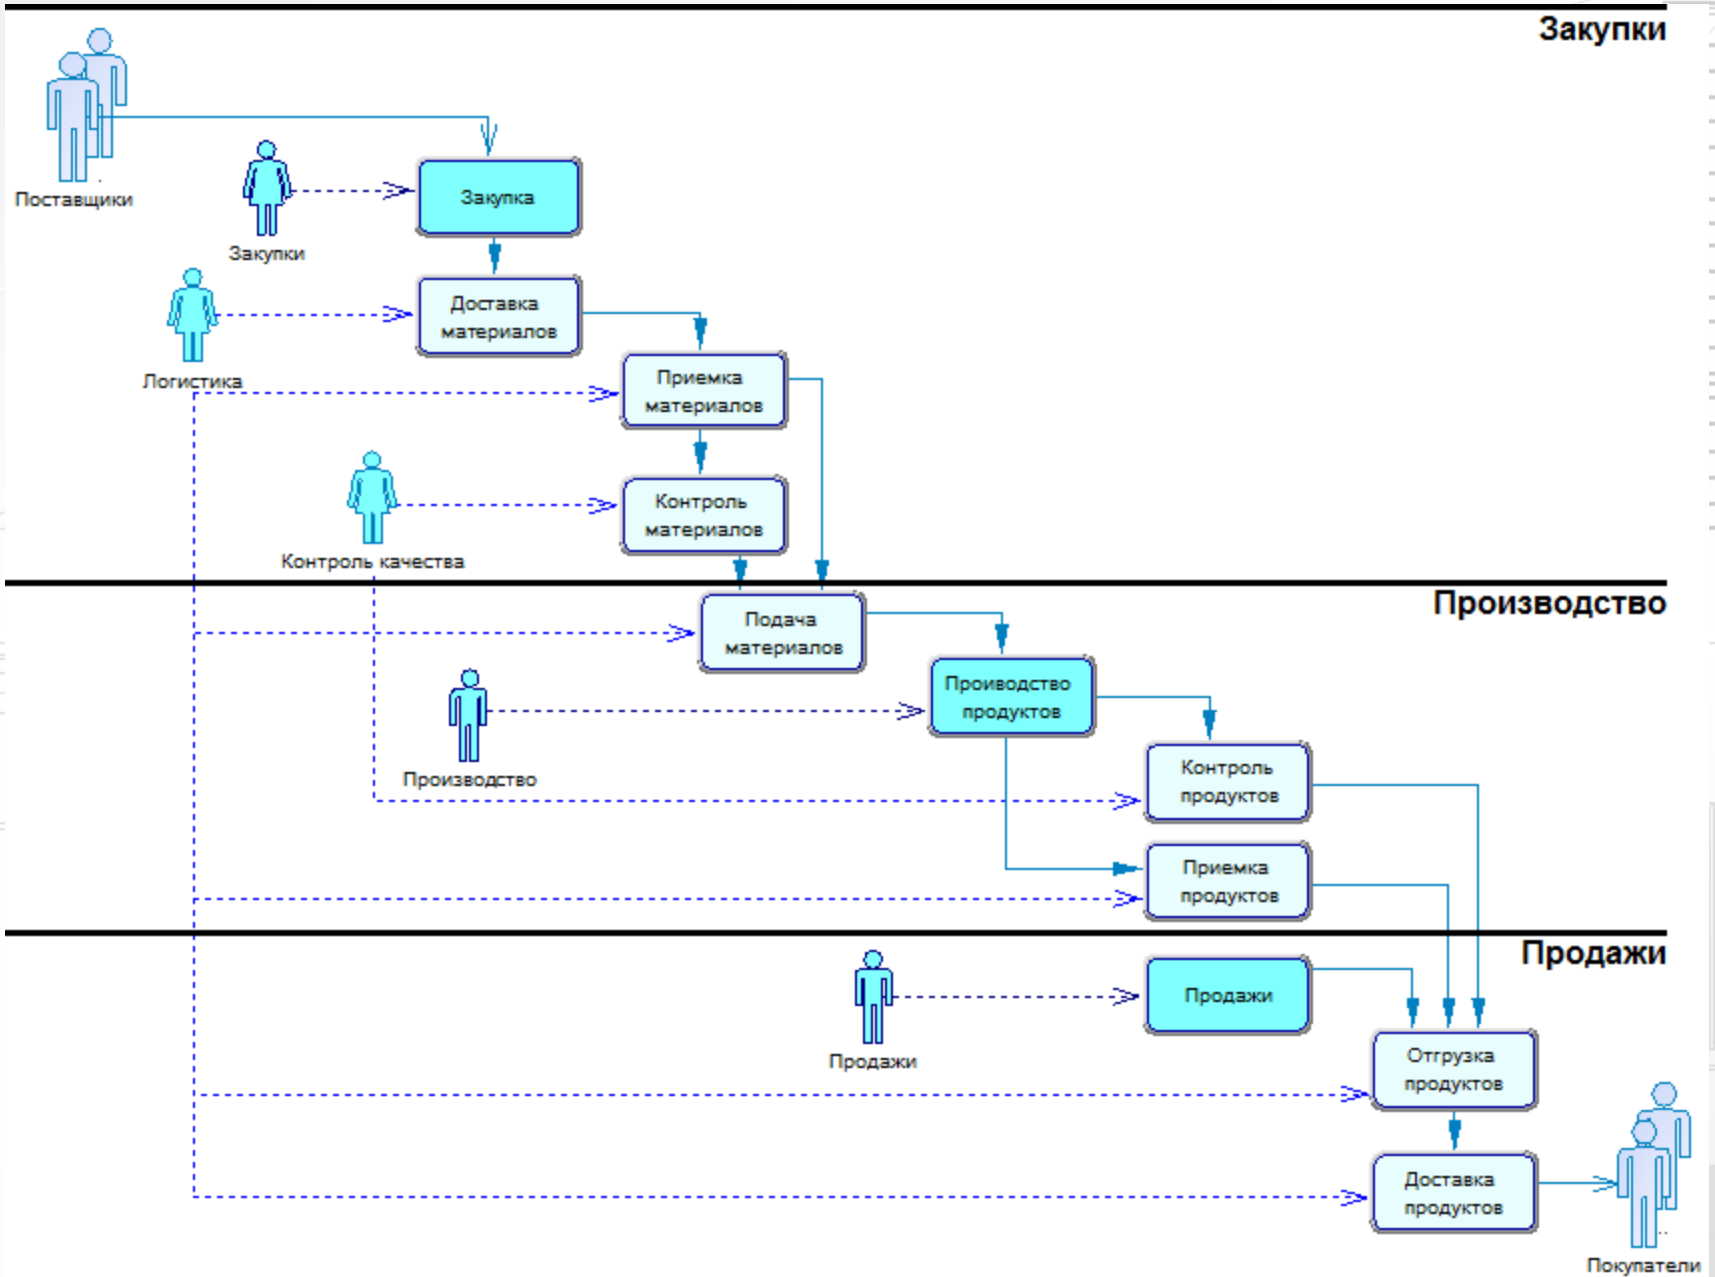 Закупки
Поставщики
Закупка
Закупки
Доставка
материалов
Логистика
Приемка
материалов
Контроль
материалов
Контроль качества
Производство
Подача
материалов
Проиводство
продуктов
Производство
Контроль
продуктов
Приемка
продуктов
Продажи
Продажи
Продажи
Отгрузка
продуктов
Доставка
продуктов
Покупатели